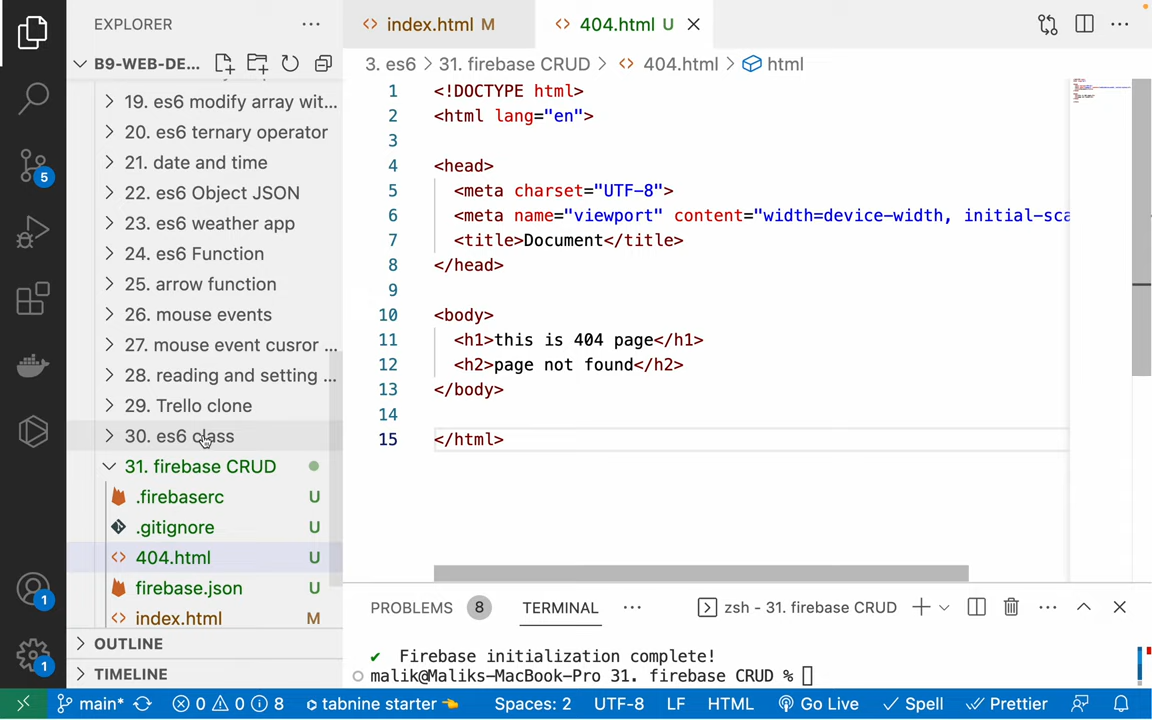 EXPLORER
index.html M
404.html U
B9-WEB-DE...
3. es6 > 31. firebase CRUD > 404.html > html
19. es6 modify array wit...
20. es6 ternary operator
21. date and time
22. es6 Object JSON
23. es6 weather app
24. es6 Function
25. arrow function
26. mouse events
27. mouse event cusror ...
28. reading and setting ...
29. Trello clone
30. es6 class
31. firebase CRUD
.firebaserc U
.gitignore U
404.html U
firebase.json U
index.html M
OUTLINE
TIMELINE
5
1
1
1 <!DOCTYPE html>
2 <html lang="en">
3
4 <head>
5 <meta charset="UTF-8">
6 <meta name="viewport" content="width=device-width, initial-sca
7 <title>Document</title>
8 </head>
9
10 <body>
11 <h1>this is 404 page</h1>
12 <h2>page not found</h2>
13 </body>
14
15 </html>
PROBLEMS 8 TERMINAL ... zsh - 31. firebase CRUD
✔ Firebase initialization complete!
malik@Maliks-MacBook-Pro 31. firebase CRUD %
main* 0 0 8 tabnine starter Spaces: 2 UTF-8 LF HTML Go Live Spell Prettier